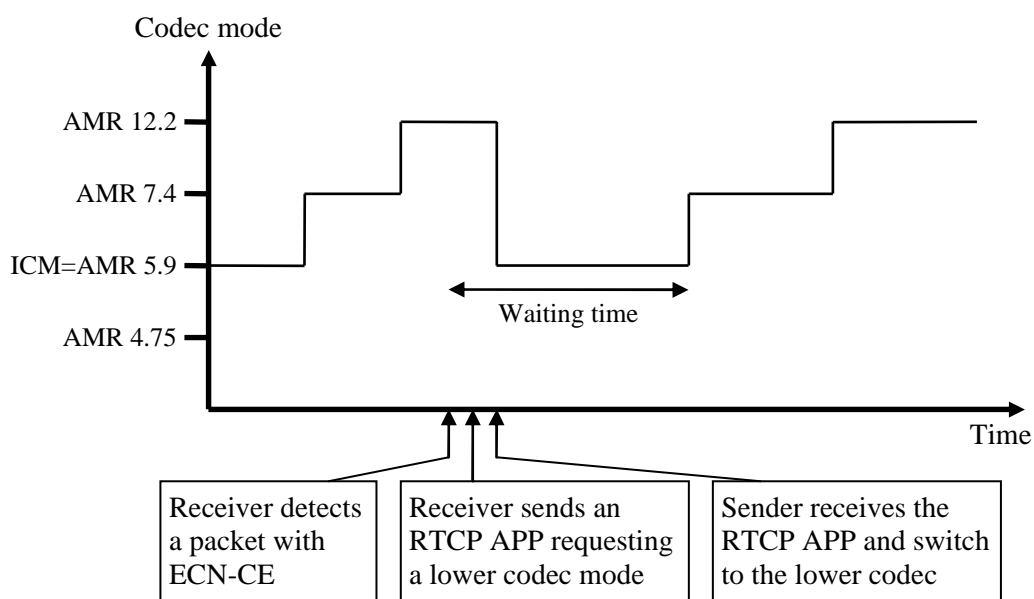 Codec mode
AMR 12.2
AMR 7.4
ICM=AMR 5.9
AMR 4.75
Waiting time
Time
Receiver detects
a packet with
ECN-CE
Receiver sends an
RTCP APP requesting
a lower codec mode
Sender receives the
RTCP APP and switch
to the lower codec